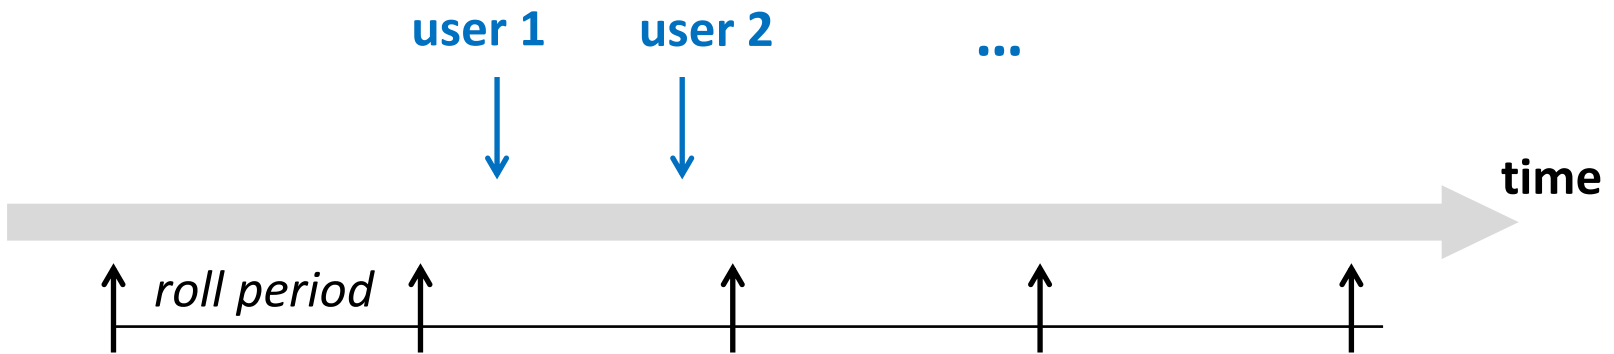 user 1
user 2
...
time
roll period